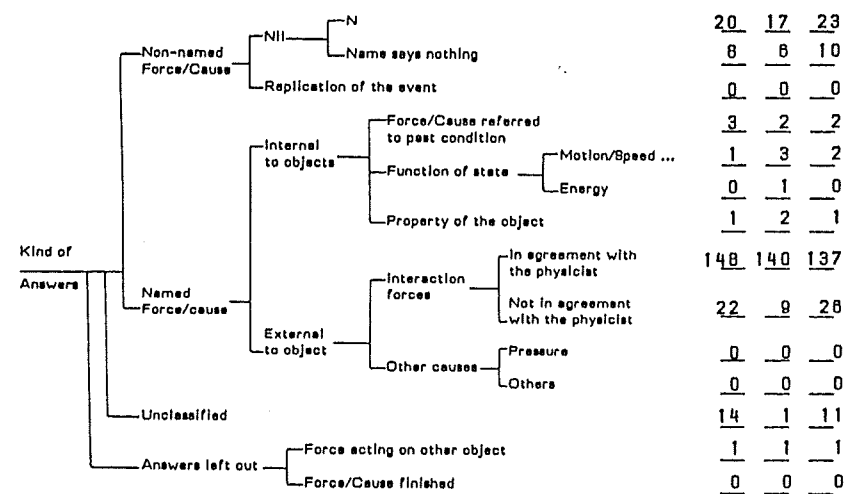 N 20 17 23
NII
Non-named Name says nothing 8 8 10
Force/Cause
Replication of the event 0 0 0
Force/Cause referred 3 2 2
to past condition
Internal
to objects Motion/Speed ... 1 3 2
Function of state
Energy 0 1 0
Property of the object 1 2 1
Kind of
Answers
In agreement with 148 140 137
the physicist
Interaction
forces
Named
Force/cause
Not in agreement 22 9 28
with the physicist
External
to object
Pressure 0 0 0
Other causes
Others 0 0 0
Unclassified 14 1 11
Force acting on other object 1 1 1
Answers left out
Force/Cause finished 0 0 0